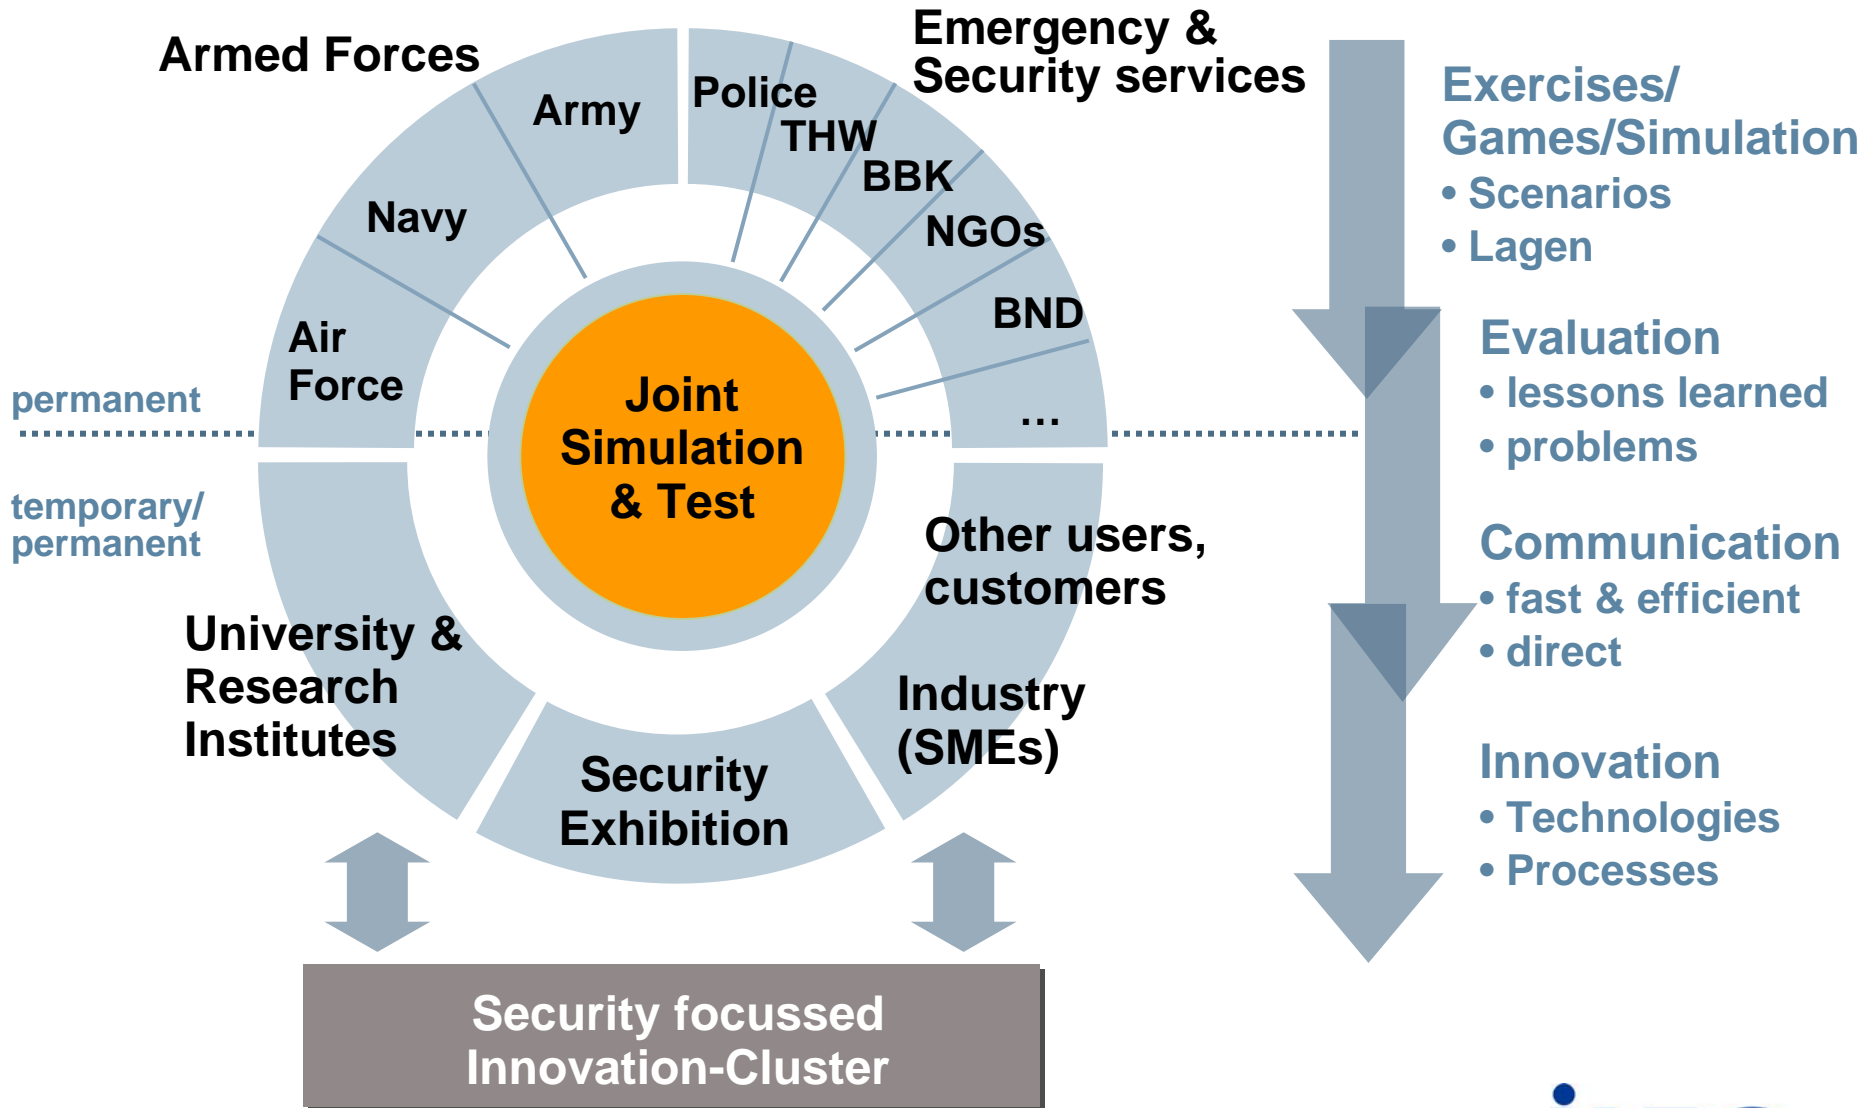 Armed Forces
Emergency &
Security services
Army
Police
THW
BBK
NGOs
BND
...
Navy
Air
Force
permanent
temporary/
permanent
Joint
Simulation
& Test
Other users,
customers
University &
Research
Institutes
Industry
(SMEs)
Security
Exhibition
Security focussed
Innovation-Cluster
Exercises/
Games/Simulation
• Scenarios
• Lagen
Evaluation
• lessons learned
• problems
Communication
• fast & efficient
• direct
Innovation
• Technologies
• Processes